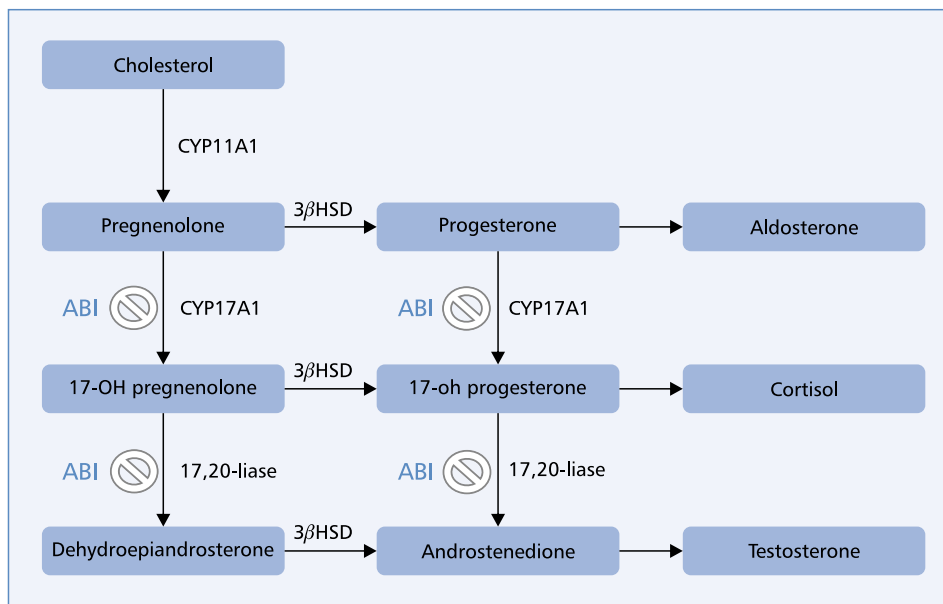 Cholesterol
CYP11A1
3βHSD
Pregnenolone
Progesterone
Aldosterone
ABI
CYP17A1
ABI
CYP17A1
3βHSD
17-OH pregnenolone
17-oh progesterone
Cortisol
ABI
17,20-liase
ABI
17,20-liase
3βHSD
Dehydroepiandrosterone
Androstenedione
Testosterone